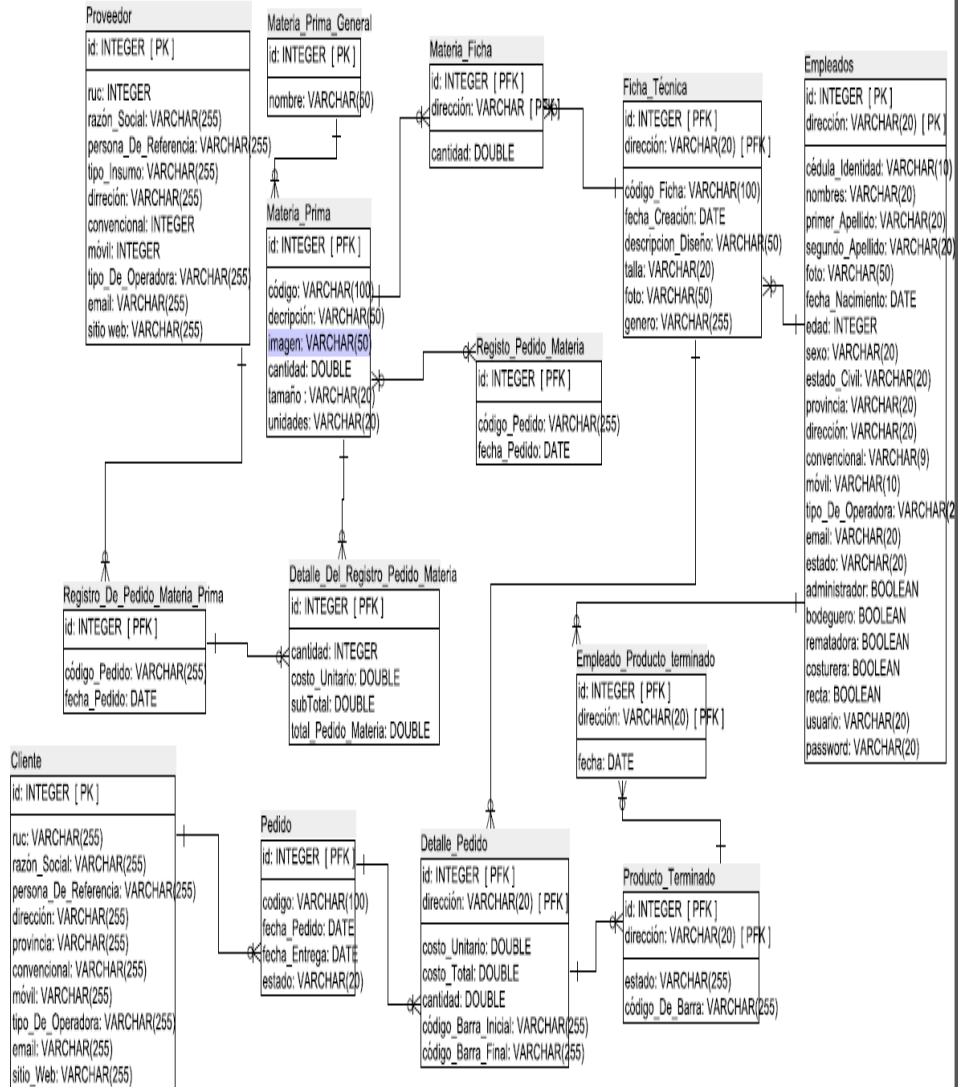 Proveedor
id: INTEGER [ PK ]
ruc: INTEGER
razón_Social: VARCHAR(255)
persona_De_Referencia: VARCHAR(255)
tipo_Insumo: VARCHAR(255)
dirreción: VARCHAR(255)
convencional: INTEGER
móvil: INTEGER
tipo_De_Operadora: VARCHAR(255)
email: VARCHAR(255)
sitio web: VARCHAR(255)
Materia_Prima_General
id: INTEGER [ PK ]
nombre: VARCHAR(50)
Materia_Ficha
id: INTEGER [ PFK ]
dirección: VARCHAR [ PFK ]
cantidad: DOUBLE
Ficha_Técnica
id: INTEGER [ PFK ]
dirección: VARCHAR(20) [ PFK ]
código_Ficha: VARCHAR(100)
fecha_Creación: DATE
descripcion_Diseño: VARCHAR(50)
talla: VARCHAR(20)
foto: VARCHAR(50)
genero: VARCHAR(255)
Empleados
id: INTEGER [ PK ]
dirección: VARCHAR(20) [ PK ]
cédula_Identidad: VARCHAR(10)
nombres: VARCHAR(20)
primer_Apellido: VARCHAR(20)
segundo_Apellido: VARCHAR(20)
foto: VARCHAR(50)
fecha_Nacimiento: DATE
edad: INTEGER
sexo: VARCHAR(20)
estado_Civil: VARCHAR(20)
provincia: VARCHAR(20)
dirección: VARCHAR(20)
convencional: VARCHAR(9)
móvil: VARCHAR(10)
tipo_De_Operadora: VARCHAR(2
email: VARCHAR(20)
estado: VARCHAR(20)
administrador: BOOLEAN
bodeguero: BOOLEAN
rematadora: BOOLEAN
costurera: BOOLEAN
recta: BOOLEAN
usuario: VARCHAR(20)
password: VARCHAR(20)
Materia_Prima
id: INTEGER [ PFK ]
código: VARCHAR(100)
decripción: VARCHAR(50)
imagen: VARCHAR(50)
cantidad: DOUBLE
tamaño : VARCHAR(20)
unidades: VARCHAR(20)
Registo_Pedido_Materia
id: INTEGER [ PFK ]
código_Pedido: VARCHAR(255)
fecha_Pedido: DATE
Registro_De_Pedido_Materia_Prima
id: INTEGER [ PFK ]
código_Pedido: VARCHAR(255)
fecha_Pedido: DATE
Detalle_Del_Registro_Pedido_Materia
id: INTEGER [ PFK ]
cantidad: INTEGER
costo_Unitario: DOUBLE
subTotal: DOUBLE
total_Pedido_Materia: DOUBLE
Empleado_Producto_terminado
id: INTEGER [ PFK ]
dirección: VARCHAR(20) [ PFK ]
fecha: DATE
Cliente
id: INTEGER [ PK ]
ruc: VARCHAR(255)
razón_Social: VARCHAR(255)
persona_De_Referencia: VARCHAR(255)
dirección: VARCHAR(255)
provincia: VARCHAR(255)
convencional: VARCHAR(255)
móvil: VARCHAR(255)
tipo_De_Operadora: VARCHAR(255)
email: VARCHAR(255)
sitio_Web: VARCHAR(255)
Pedido
id: INTEGER [ PFK ]
codigo: VARCHAR(100)
fecha_Pedido: DATE
fecha_Entrega: DATE
estado: VARCHAR(20)
Detalle_Pedido
id: INTEGER [ PFK ]
dirección: VARCHAR(20) [ PFK ]
costo_Unitario: DOUBLE
costo_Total: DOUBLE
cantidad: DOUBLE
código_Barra_Inicial: VARCHAR(255)
código_Barra_Final: VARCHAR(255)
Producto_Terminado
id: INTEGER [ PFK ]
dirección: VARCHAR(20) [ PFK ]
estado: VARCHAR(255)
código_De_Barra: VARCHAR(255)